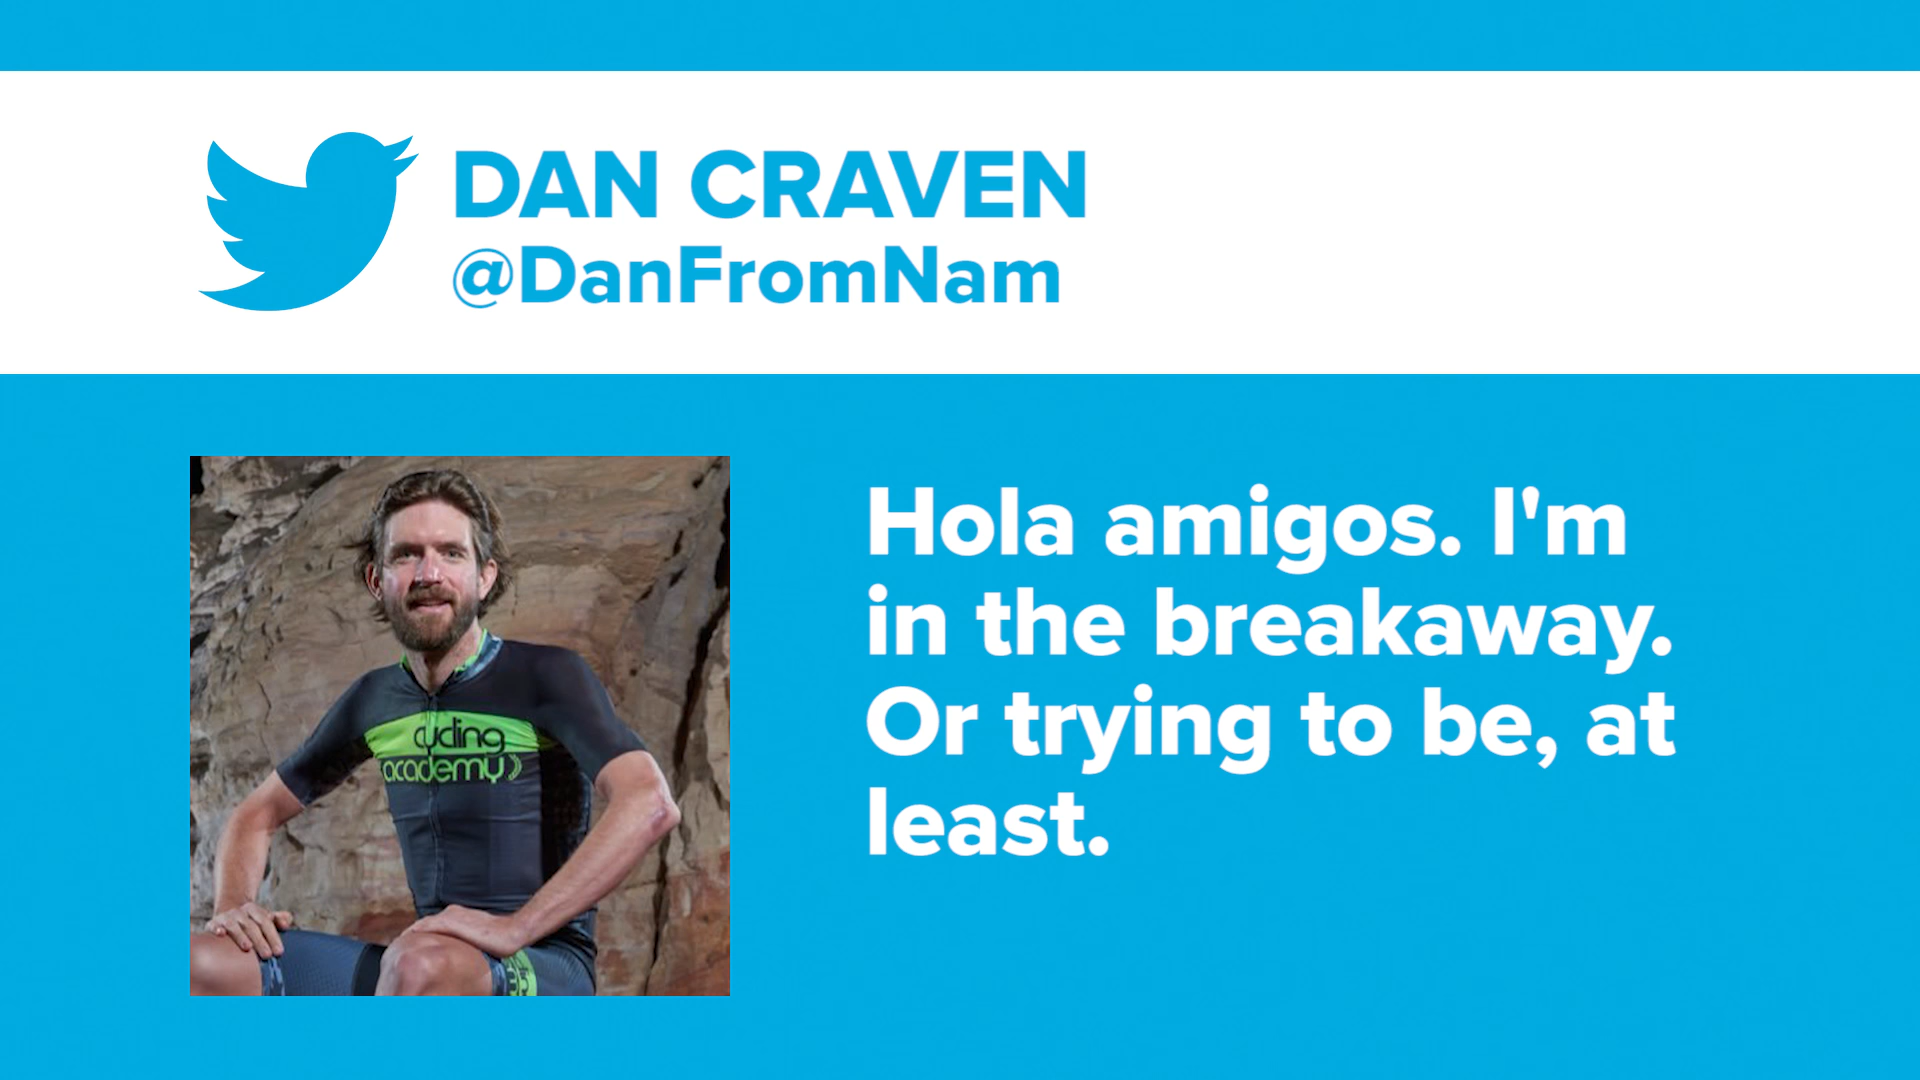 DAN CRAVEN
@DanFromNam
Hola amigos. I'm
in the breakaway.
Or trying to be, at
least.
cycling
academy